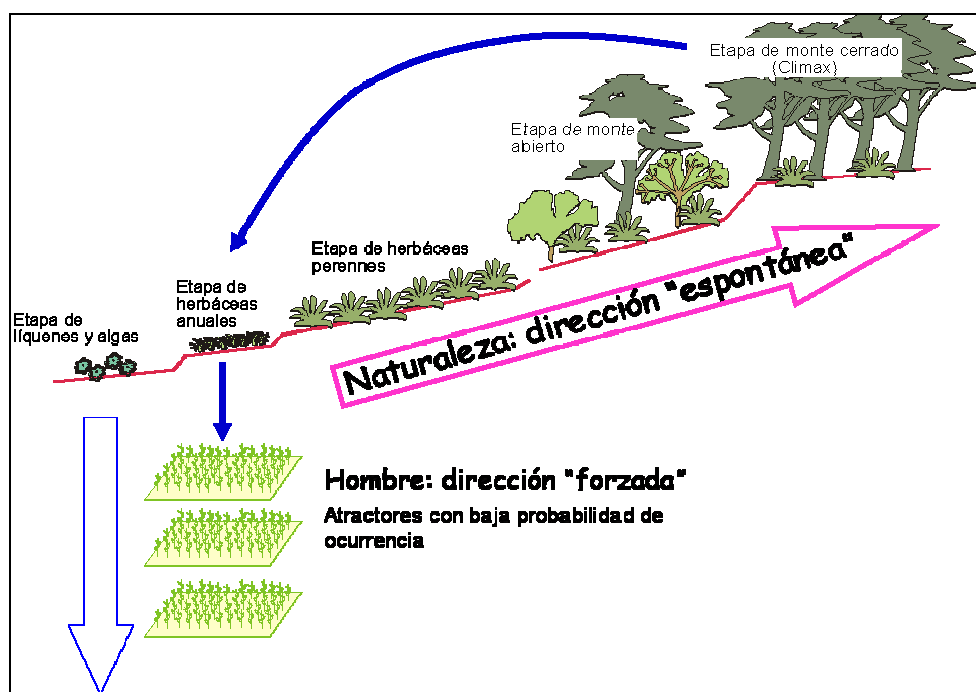 Etapa de monte cerrado
(Climax)
Etapa de monte
abierto
Etapa de herbáceas
perennes
Etapa de
herbáceas
anuales
Etapa de
líquenes y algas
Naturaleza: dirección "espontánea"
Hombre: dirección "forzada"
Atractores con baja probabilidad de
ocurrencia